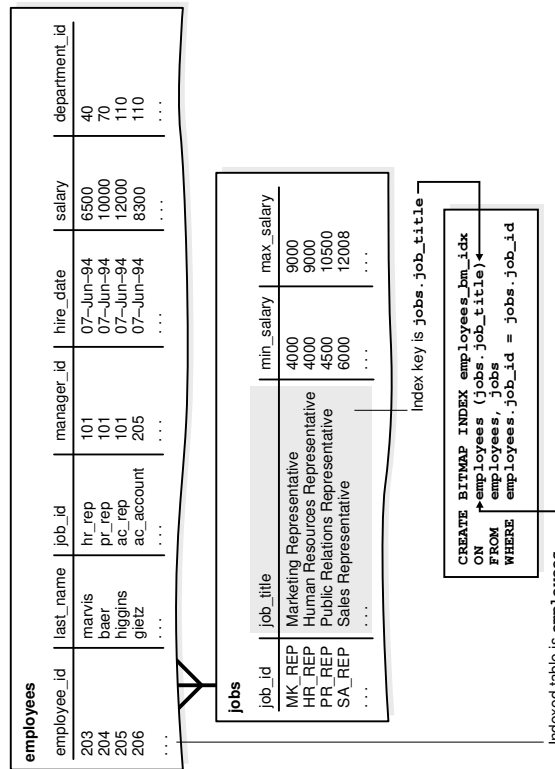 employees
employee_id last_name job_id manager_id hire_date salary department_id
203 marvis hr_rep 101 07–Jun–94 6500 40
204 baer pr_rep 101 07–Jun–94 10000 70
205 higgins ac_rep 101 07–Jun–94 12000 110
206 gietz ac_account 205 07–Jun–94 8300 110
. . . . . . . . . . . . . . . . . . . . .
jobs
job_id job_title min_salary max_salary
MK_REP Marketing Representative 4000 9000
HR_REP Human Resources Representative 4000 9000
PR_REP Public Relations Representative 4500 10500
SA_REP Sales Representative 6000 12008
. . . . . . . . . . . .
Index key is jobs.job_title
CREATE BITMAP INDEX employees_bm_idx
ON employees (jobs.job_title)
FROM employees, jobs
WHERE employees.job_id = jobs.job_id
Indexed table is employees